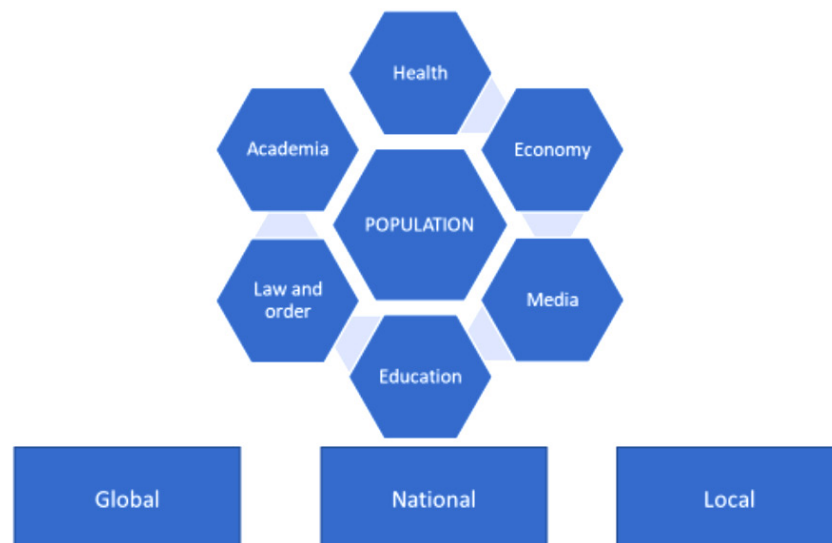 Health
Academia
Economy
POPULATION
Law and
order
Media
Education
Global
National
Local